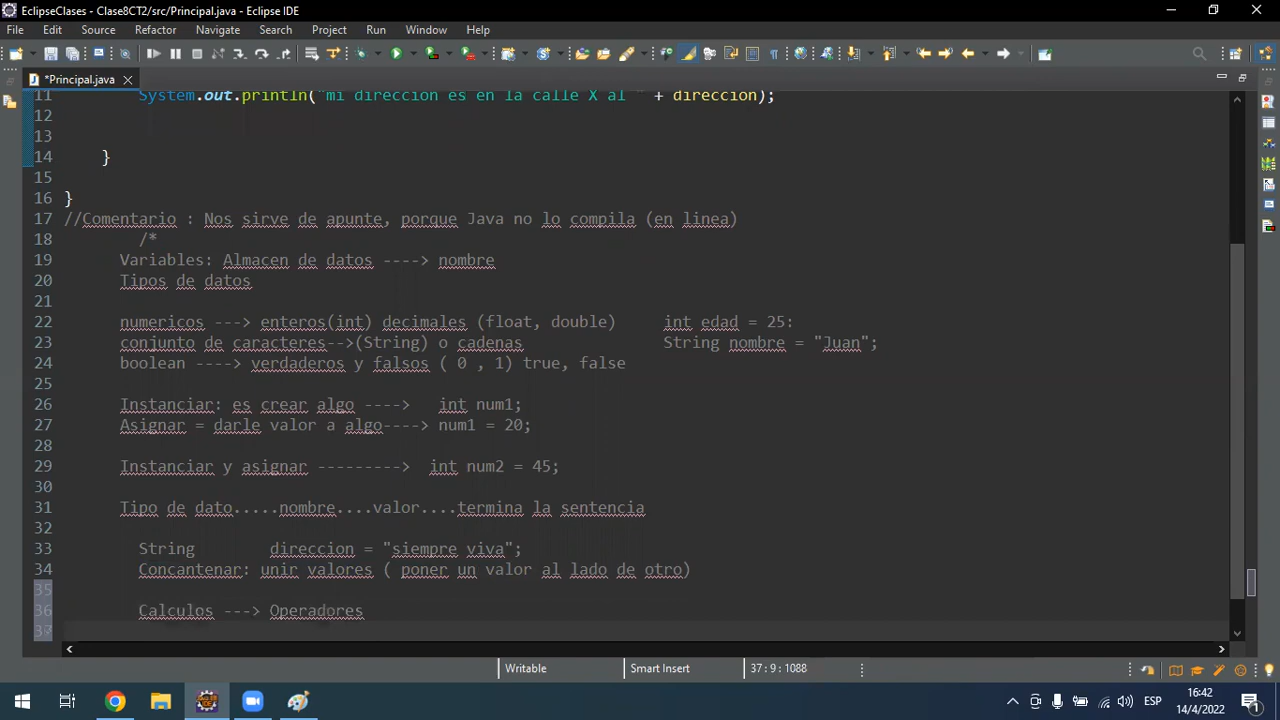 EclipseClases - Clase8CT2/src/Principal.java - Eclipse IDE
File Edit Source Refactor Navigate Search Project Run Window Help
*Principal.java
11 System.out.println("mi direccion es en la calle X al " + direccion);
12
13
14 }
15
16 }
17 //Comentario : Nos sirve de apunte, porque Java no lo compila (en linea)
18 /*
19 Variables: Almacen de datos ----> nombre
20 Tipos de datos
21
22 numericos ---> enteros(int) decimales (float, double) int edad = 25:
23 conjunto de caracteres-->(String) o cadenas String nombre = "Juan";
24 boolean ----> verdaderos y falsos ( 0 , 1) true, false
25
26 Instanciar: es crear algo ----> int num1;
27 Asignar = darle valor a algo----> num1 = 20;
28
29 Instanciar y asignar ---------> int num2 = 45;
30
31 Tipo de dato.....nombre....valor....termina la sentencia
32
33 String direccion = "siempre viva";
34 Concantenar: unir valores ( poner un valor al lado de otro)
35
36 Calculos ---> Operadores
37
Writable Smart Insert 37 : 9 : 1088
ESP 16:42
14/4/2022